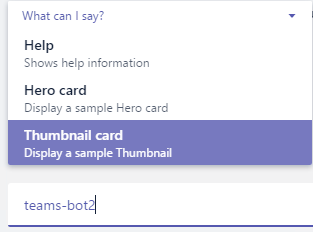 What can I say?
Help
Shows help information
Hero card
Display a sample Hero card
Thumbnail card
Display a sample Thumbnail
teams-bot2